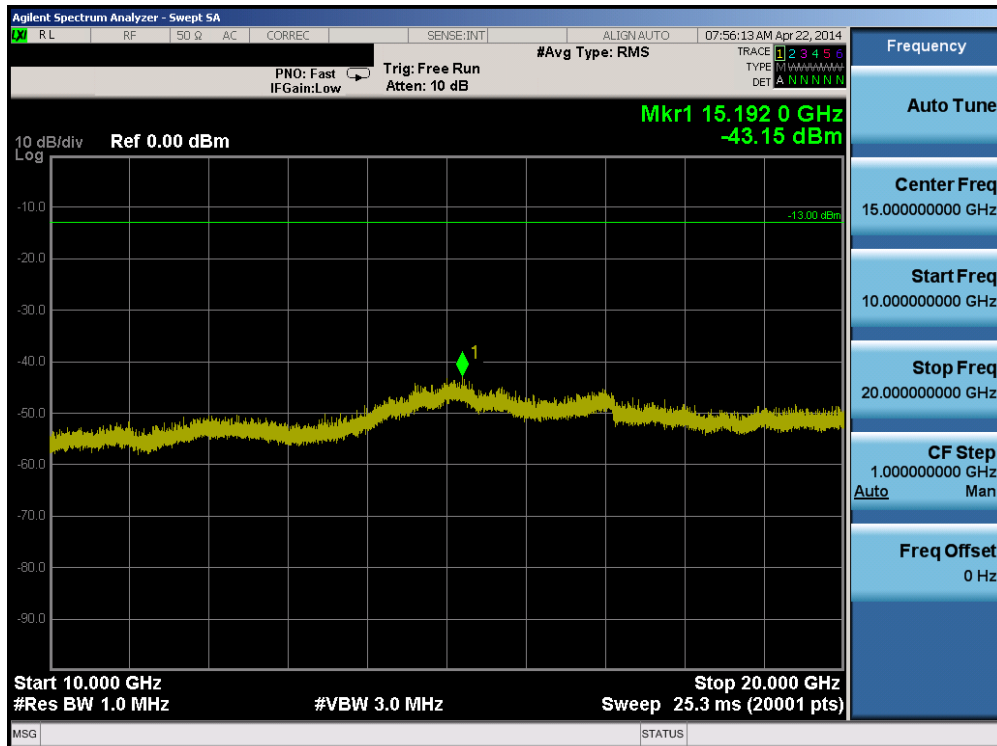 Agilent Spectrum Analyzer - Swept SA
LXI RL RF 50 Ω AC CORREC SENSE:INT ALIGN AUTO 07:56:13 AM Apr 22, 2014
#Avg Type: RMS
TRACE 1 2 3 4 5 6
TYPE MWWWWW
DET A N N N N N
PNO: Fast
IFGain:Low
Trig: Free Run
Atten: 10 dB
Mkr1 15.192 0 GHz
-43.15 dBm
10 dB/div Ref 0.00 dBm
Log
-10.0
-13.00 dBm
-20.0
-30.0
-40.0
1
-50.0
-60.0
-70.0
-80.0
-90.0
Start 10.000 GHz Stop 20.000 GHz
#Res BW 1.0 MHz #VBW 3.0 MHz Sweep 25.3 ms (20001 pts)
MSG STATUS
Frequency
Auto Tune
Center Freq
15.000000000 GHz
Start Freq
10.000000000 GHz
Stop Freq
20.000000000 GHz
CF Step
1.000000000 GHz
Auto Man
Freq Offset
0 Hz